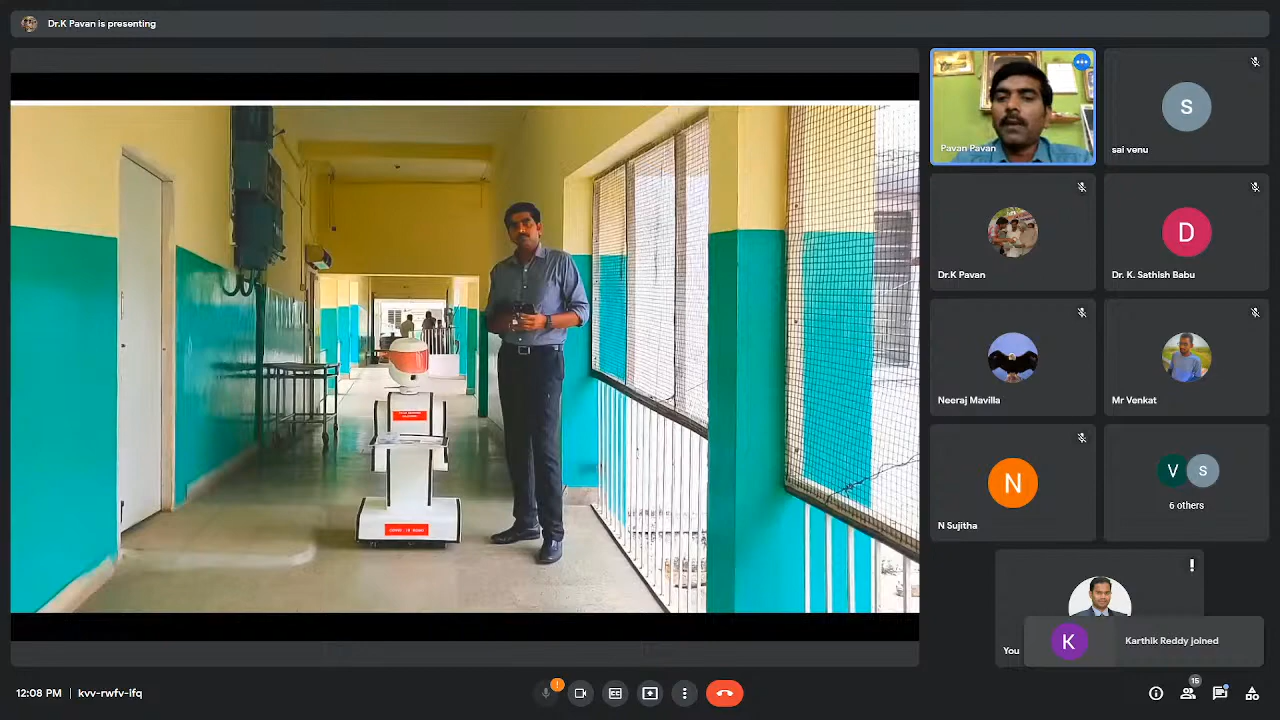 Dr.K Pavan is presenting
Pavan Pavan
S
sai venu
Dr.K Pavan
D
Dr. K. Sathish Babu
Neeraj Mavilla
Mr Venkat
N
N Sujitha
V
S
6 others
You
K
Karthik Reddy joined
12:08 PM | kvv-rwfv-lfq
15